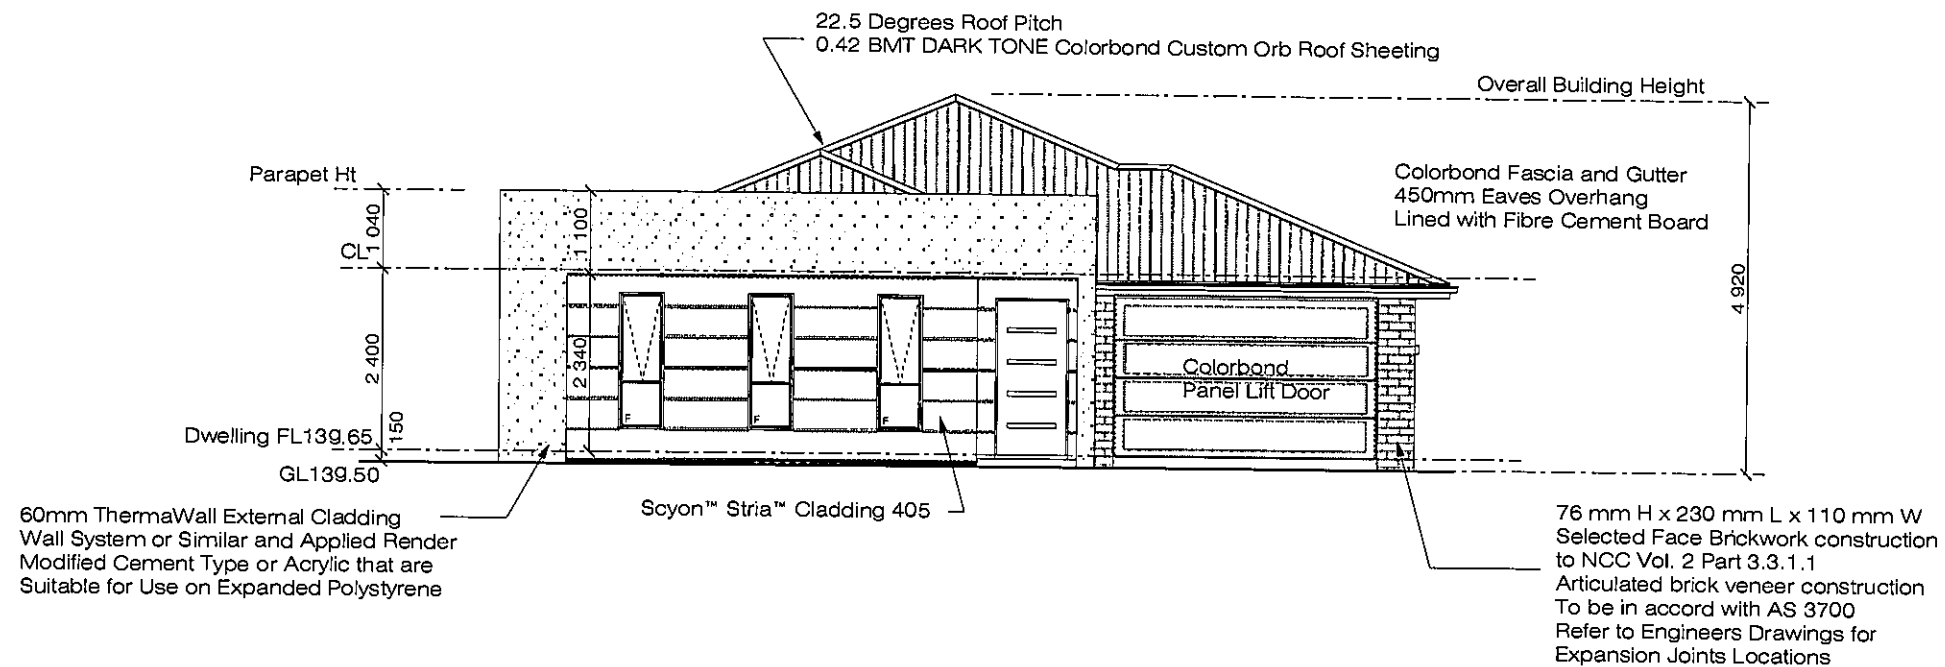 22.5 Degrees Roof Pitch
0.42 BMT DARK TONE Colorbond Custom Orb Roof Sheeting
Overall Building Height
Parapet Ht
Colorbond Fascia and Gutter
450mm Eaves Overhang
Lined with Fibre Cement Board
1 040
1 100
CL
4 920
2 400
2 340
Colorbond
Panel Lift Door
F
F
F
150
Dwelling FL139.65
GL139.50
Scyon™ Stria™ Cladding 405
60mm ThermaWall External Cladding
Wall System or Similar and Applied Render
Modified Cement Type or Acrylic that are
Suitable for Use on Expanded Polystyrene
76 mm H x 230 mm L x 110 mm W
Selected Face Brickwork construction
to NCC Vol. 2 Part 3.3.1.1
Articulated brick veneer construction
To be in accord with AS 3700
Refer to Engineers Drawings for
Expansion Joints Locations